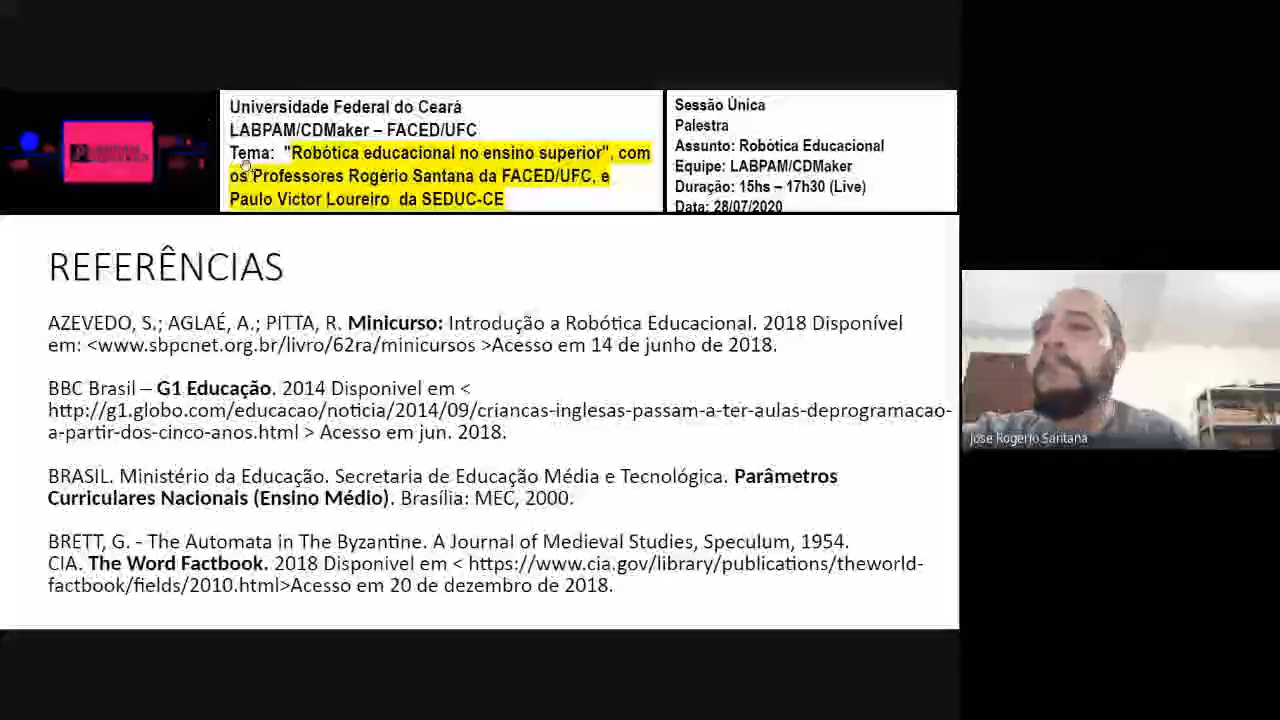 Universidade Federal do Ceará
LABPAM/CDMaker – FACED/UFC
Tema: "Robótica educacional no ensino superior", com
os Professores Rogério Santana da FACED/UFC, e
Paulo Victor Loureiro da SEDUC-CE
Sessão Única
Palestra
Assunto: Robótica Educacional
Equipe: LABPAM/CDMaker
Duração: 15hs – 17h30 (Live)
Data: 28/07/2020
REFERÊNCIAS
AZEVEDO, S.; AGLAÉ, A.; PITTA, R. Minicurso: Introdução a Robótica Educacional. 2018 Disponível
em: <www.sbpcnet.org.br/livro/62ra/minicursos >Acesso em 14 de junho de 2018.
BBC Brasil – G1 Educação. 2014 Disponivel em <
http://g1.globo.com/educacao/noticia/2014/09/criancas-inglesas-passam-a-ter-aulas-deprogramacao-
a-partir-dos-cinco-anos.html > Acesso em jun. 2018.
BRASIL. Ministério da Educação. Secretaria de Educação Média e Tecnológica. Parâmetros
Curriculares Nacionais (Ensino Médio). Brasília: MEC, 2000.
BRETT, G. - The Automata in The Byzantine. A Journal of Medieval Studies, Speculum, 1954.
CIA. The Word Factbook. 2018 Disponivel em < https://www.cia.gov/library/publications/theworld-
factbook/fields/2010.html>Acesso em 20 de dezembro de 2018.
Jose Rogerio Santana